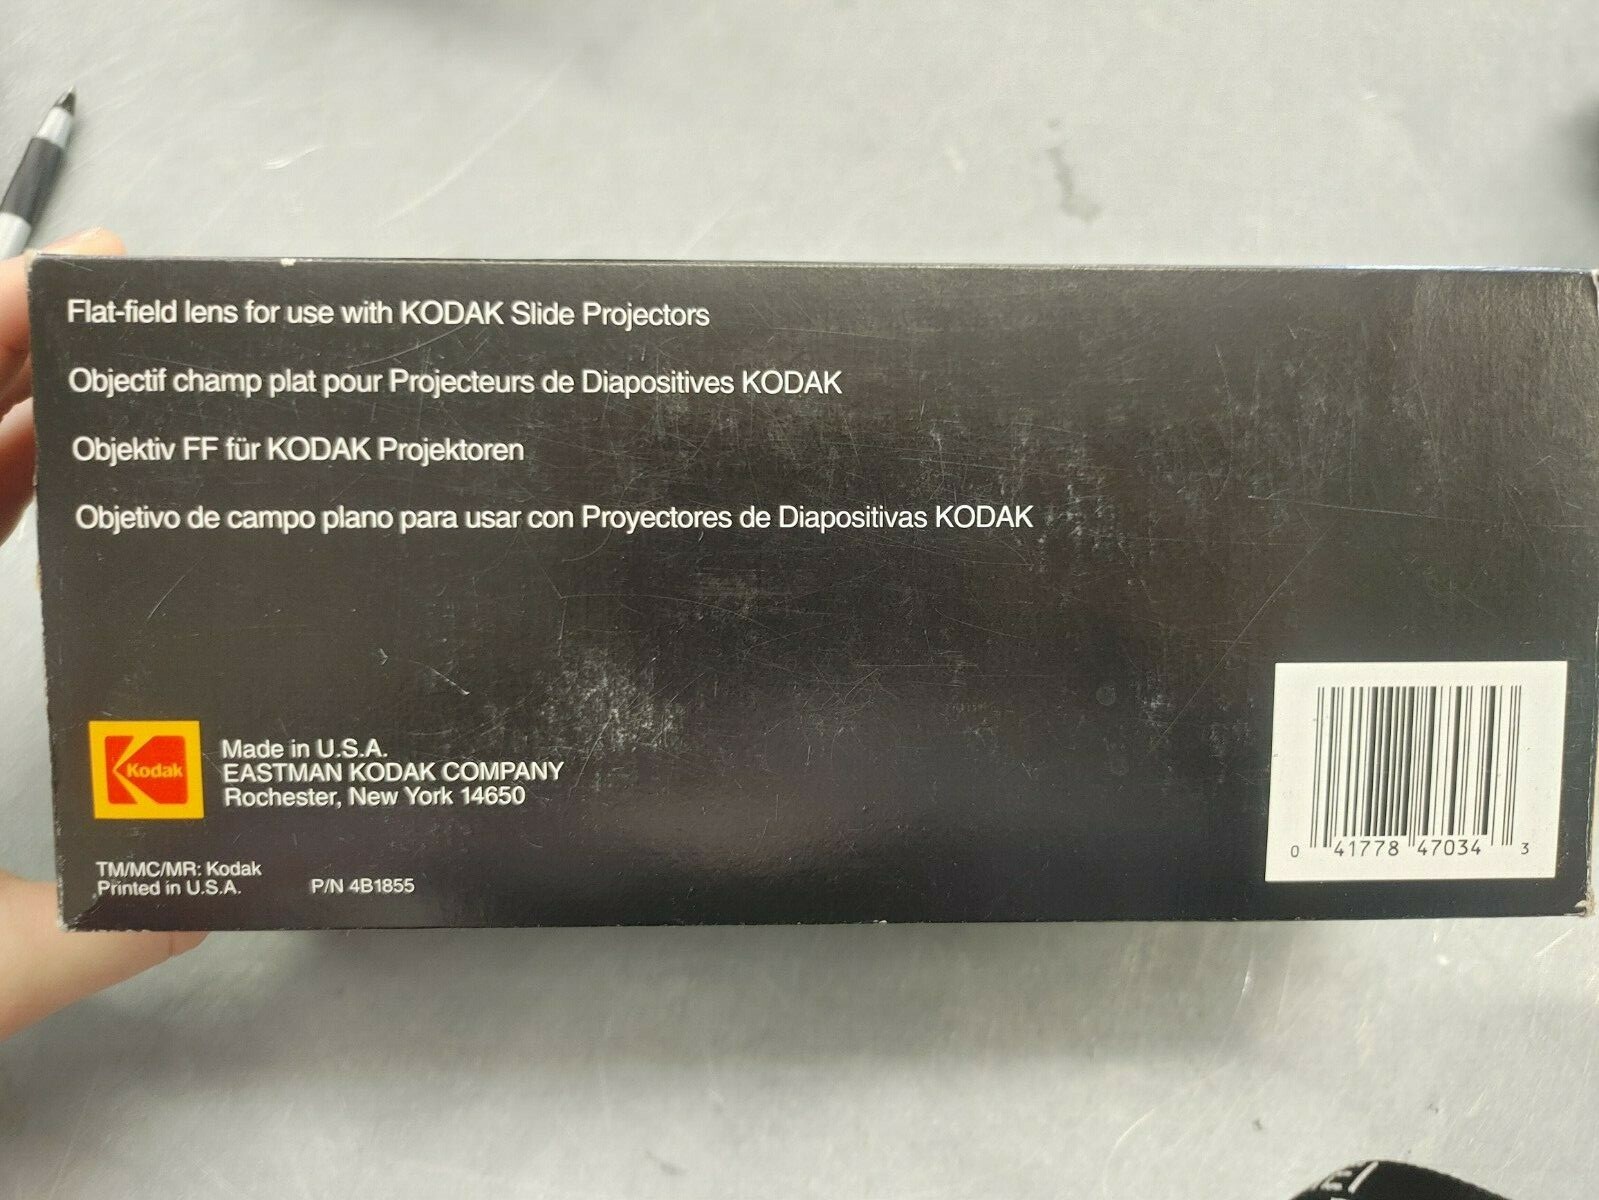 Flat-field lens for use with KODAK Slide Projectors
Objectif champ plat pour Projecteurs de Diapositives KODAK
Objektiv FF für KODAK Projektoren
Objetivo de campo plano para usar con Proyectores de Diapositivas KODAK
Kodak
Made in U.S.A.
EASTMAN KODAK COMPANY
Rochester, New York 14650
TM/MC/MR: Kodak
Printed in U.S.A. P/N 4B1855
0 41778 47034 3